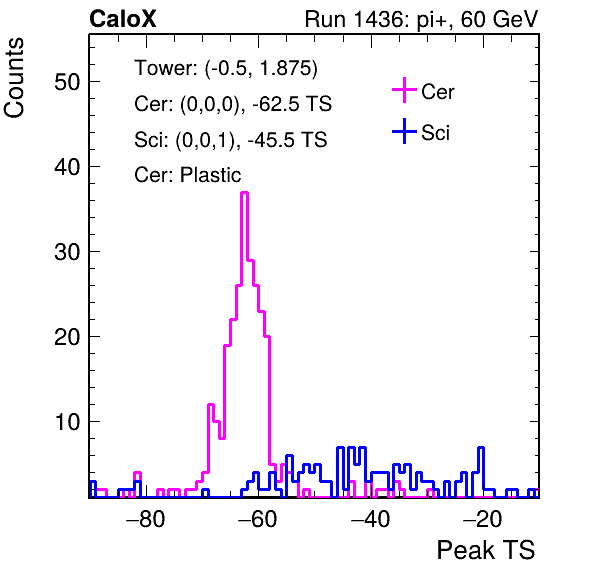 CaloX Run 1436: pi+, 60 GeV
Counts
Tower: (-0.5, 1.875)
Cer: (0,0,0), -62.5 TS
Sci: (0,0,1), -45.5 TS
Cer: Plastic
Cer
Sci
50
40
30
20
10
−80 −60 −40 −20
Peak TS